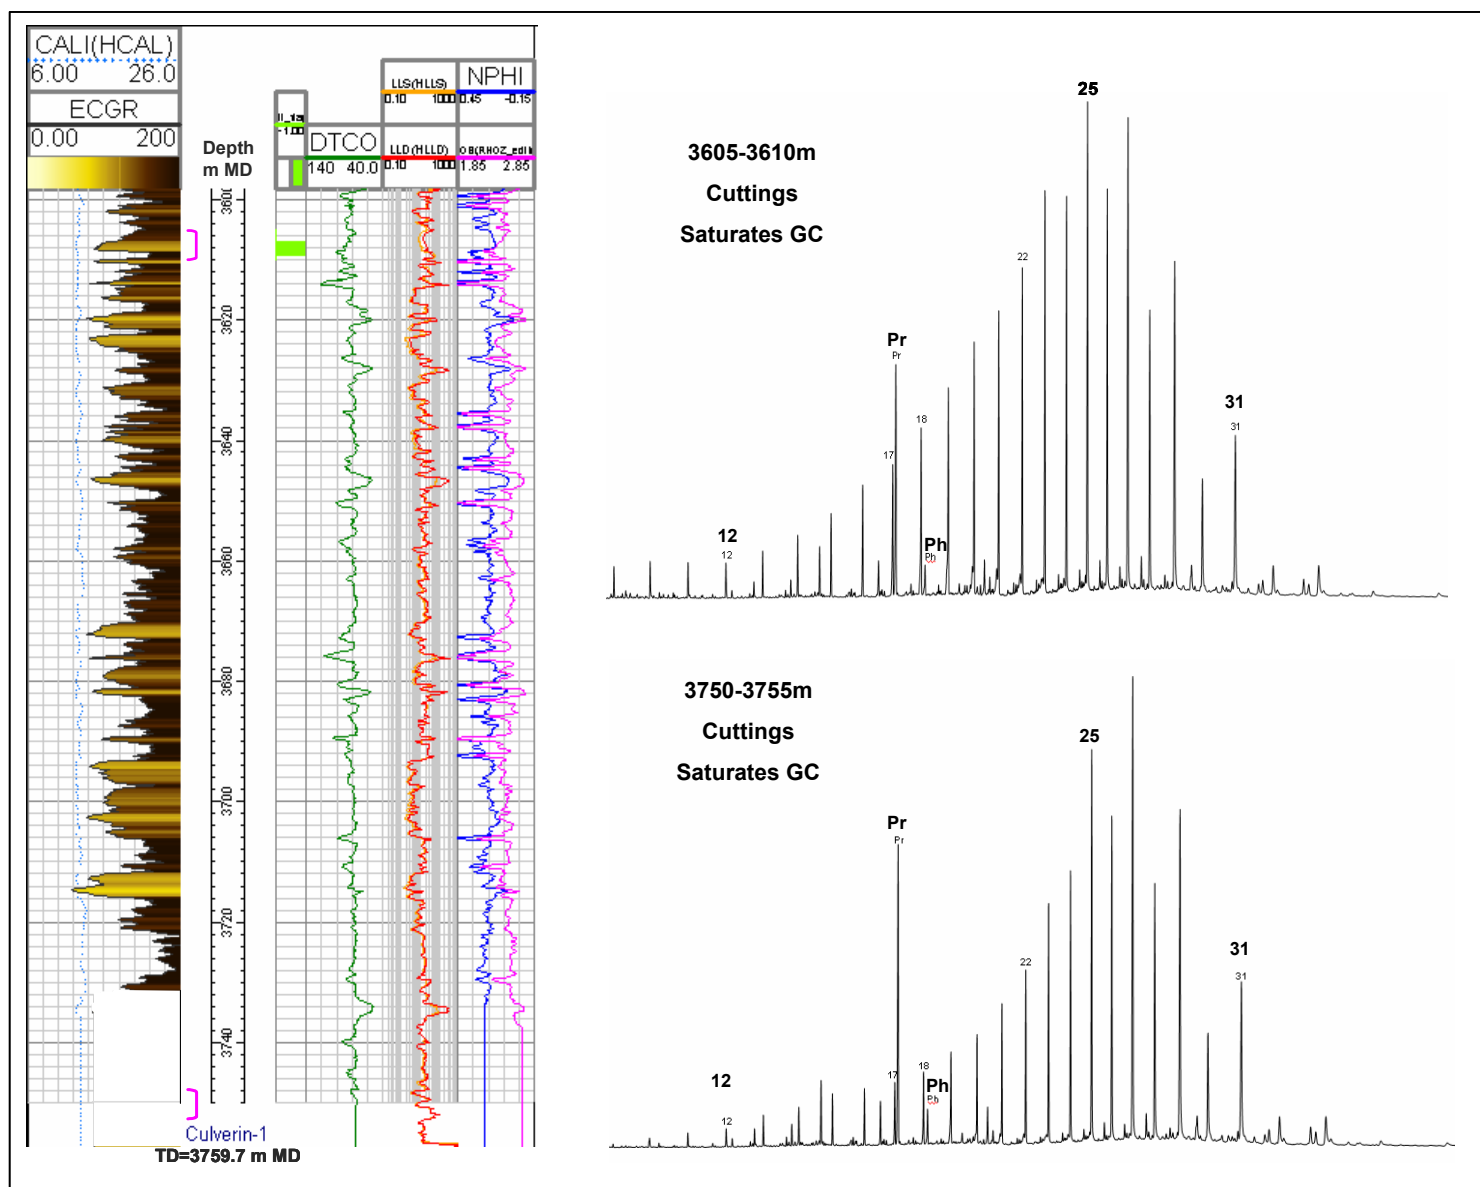 CALI(HCAL)
6.00 26.0
ECGR
0.00 200
Depth
m MD
-1.00
DTCO
140 40.0
LLS(HLLS)
0.10 1000
LLD(HLLD)
0.10 1000
NPHI
0.45 -0.15
1.85 2.85
3600
3620
3640
3660
3680
3700
3720
3740
Culverin-1
TD=3759.7 m MD
3605-3610m
Cuttings
Saturates GC
12
12
17
Pr
Pr
18
Ph
Ph
22
25
31
31
3750-3755m
Cuttings
Saturates GC
12
12
17
Pr
Pr
18
Ph
Ph
22
25
31
31